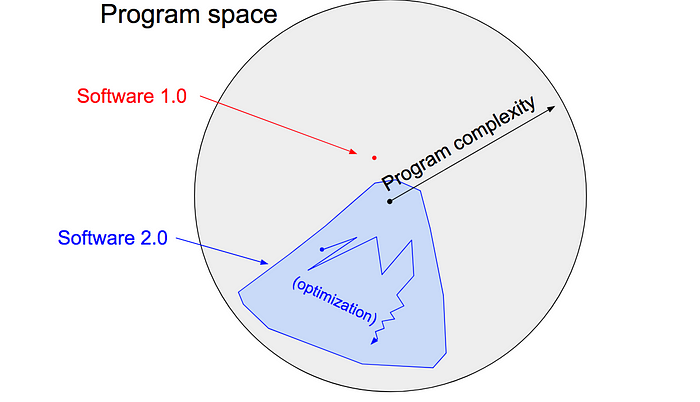 Program space
Software 1.0
Program complexity
Software 2.0
(optimization)